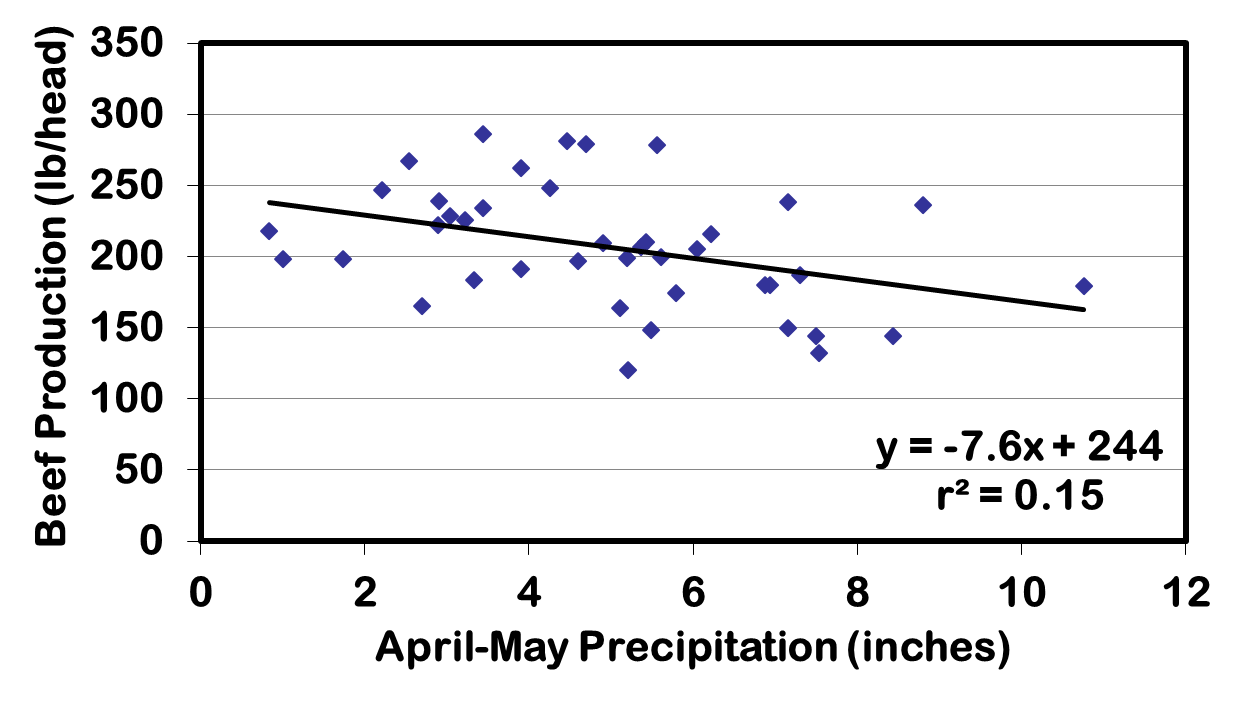 Beef Production (lb/head)
350
300
250
200
150
100
50
0
y = -7.6x + 244
r² = 0.15
0 2 4 6 8 10 12
April-May Precipitation (inches)